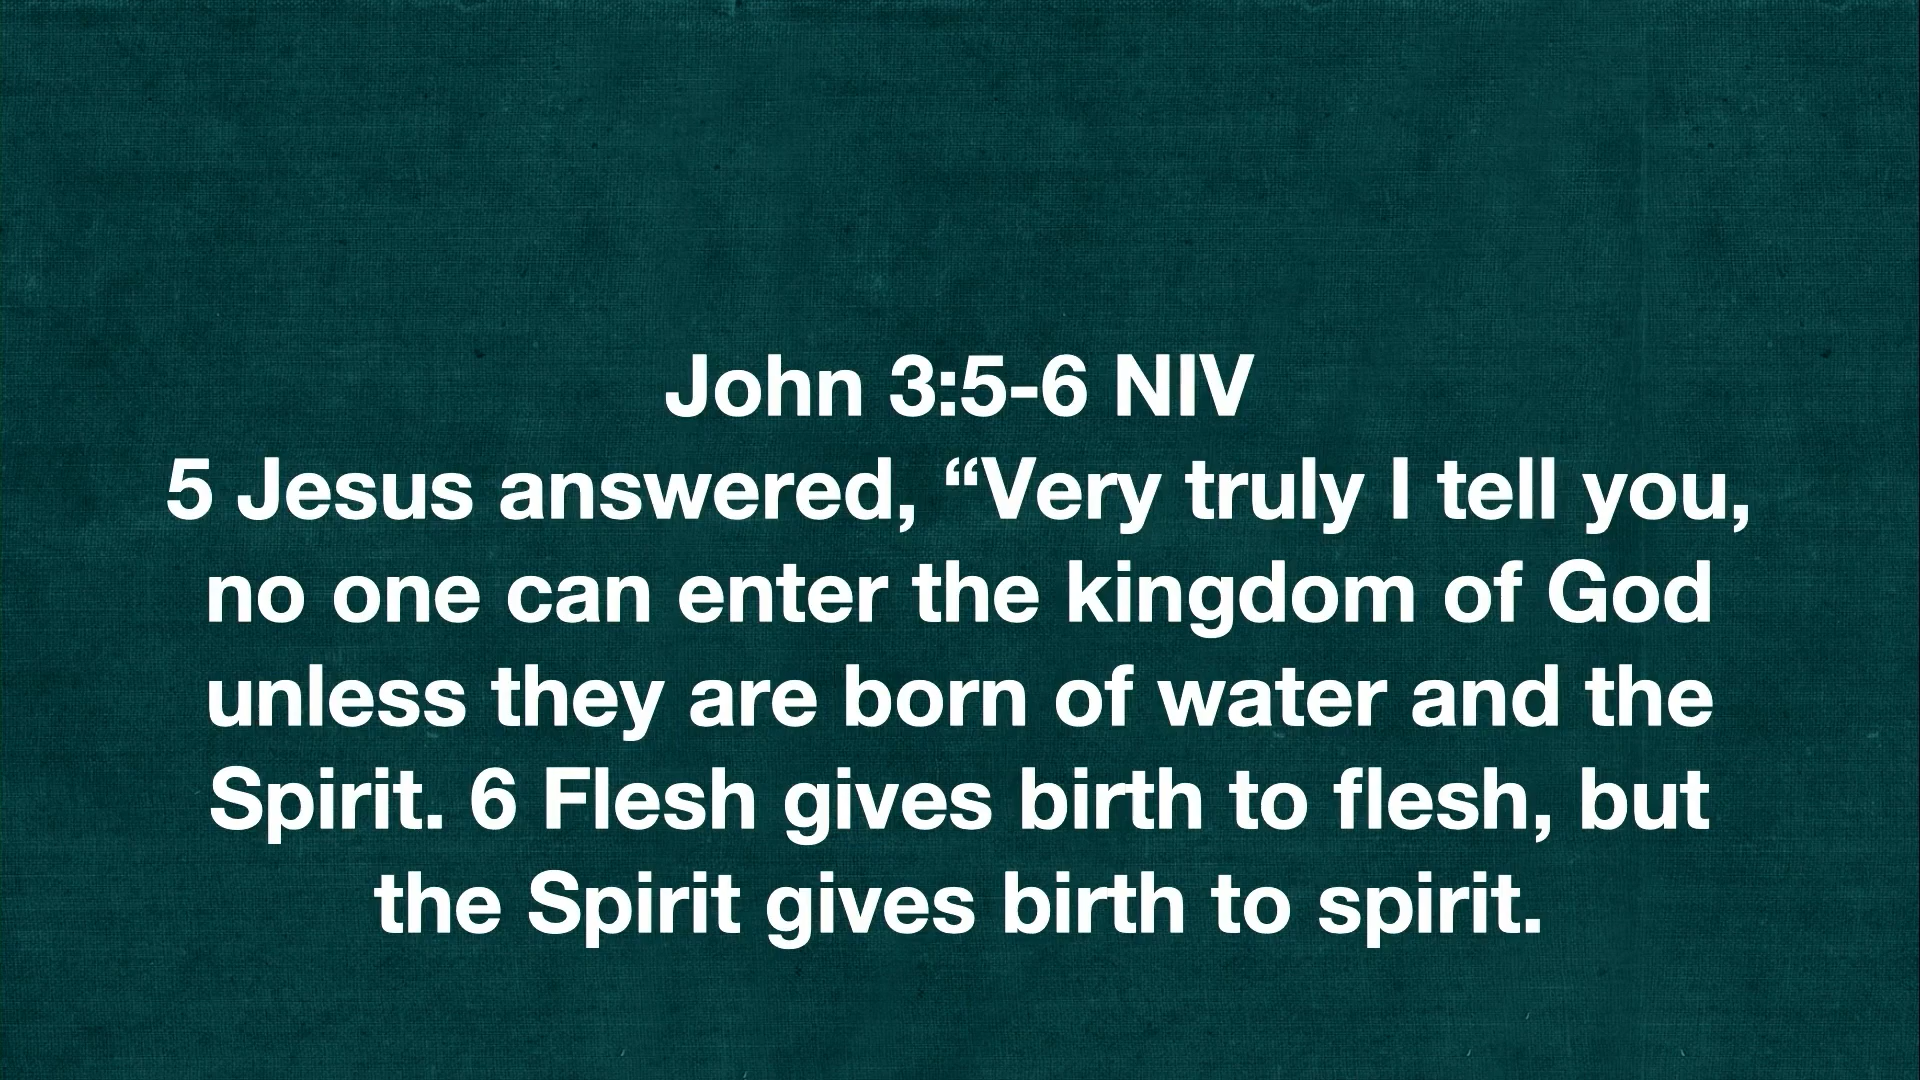 John 3:5-6 NIV
5 Jesus answered, “Very truly I tell you,
no one can enter the kingdom of God
unless they are born of water and the
Spirit. 6 Flesh gives birth to flesh, but
the Spirit gives birth to spirit.